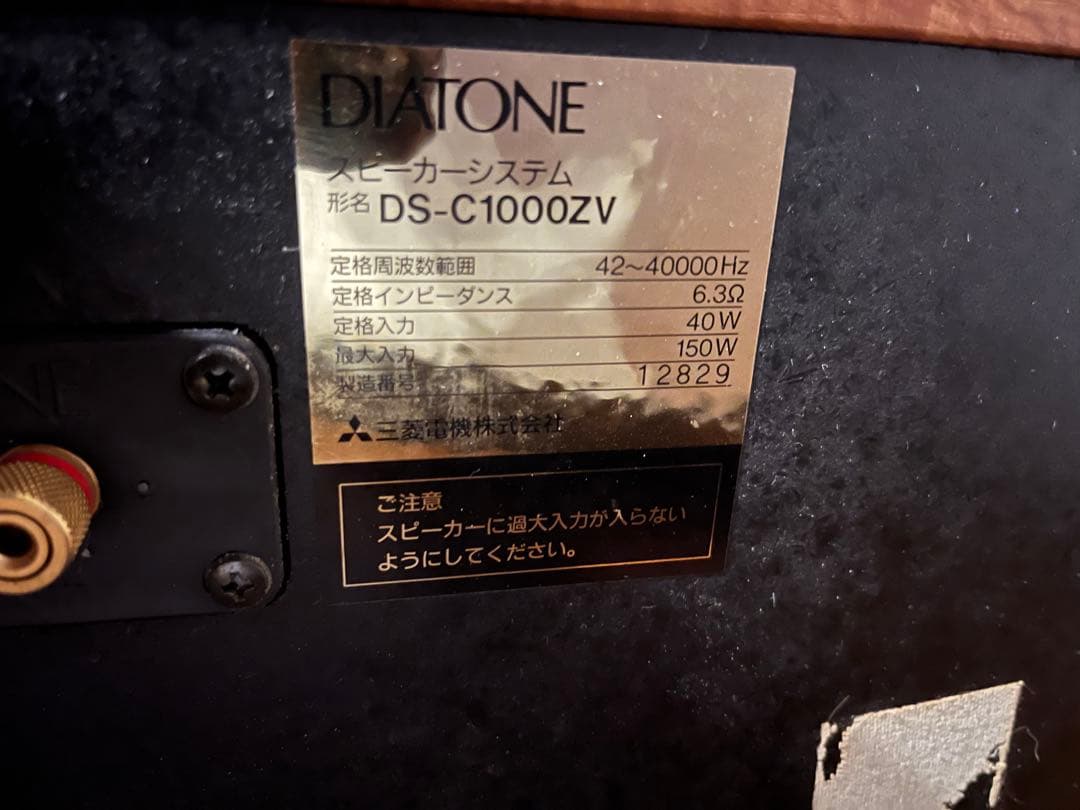 DIATONE
スピーカーシステム
形名 DS-C1000ZV
定格周波数範囲 42～40000Hz
定格インピーダンス 6.3Ω
定格入力 40W
最大入力 150W
製造番号 12829
三菱電機株式会社
ご注意
スピーカーに過大入力が入らない
ようにしてください。